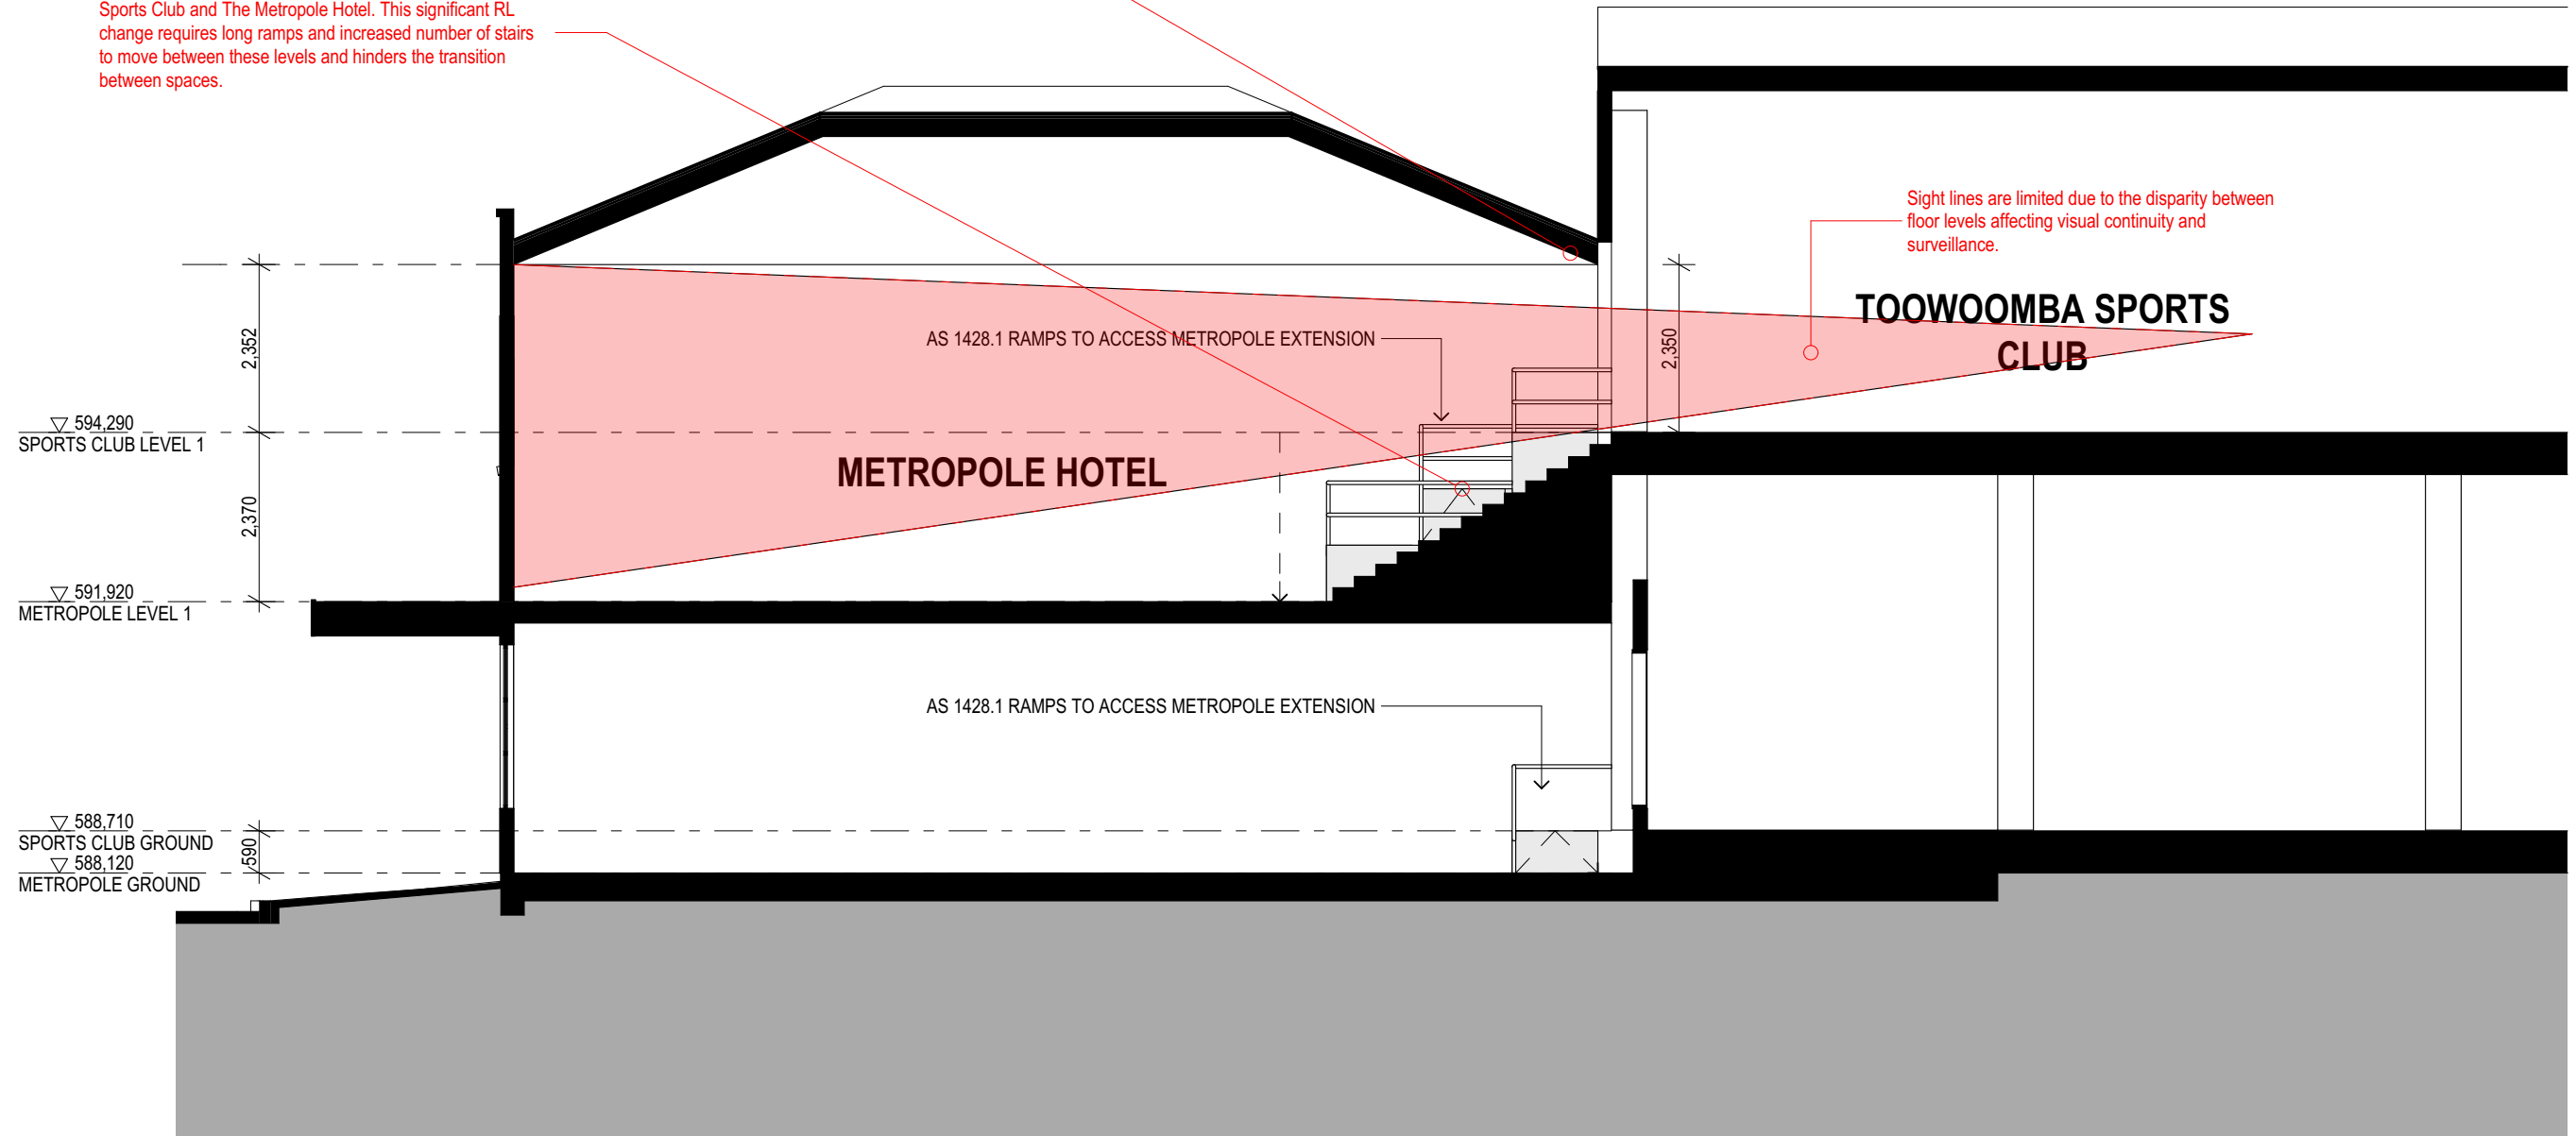 Sports Club and The Metropole Hotel. This significant RL
change requires long ramps and increased number of stairs
to move between these levels and hinders the transition
between spaces.
Sight lines are limited due to the disparity between
floor levels affecting visual continuity and
surveillance.
TOOWOOMBA SPORTS
CLUB
2,352
AS 1428.1 RAMPS TO ACCESS METROPOLE EXTENSION
2,350
594,290
SPORTS CLUB LEVEL 1
METROPOLE HOTEL
2,370
591,920
METROPOLE LEVEL 1
AS 1428.1 RAMPS TO ACCESS METROPOLE EXTENSION
588,710
SPORTS CLUB GROUND
590
588,120
METROPOLE GROUND